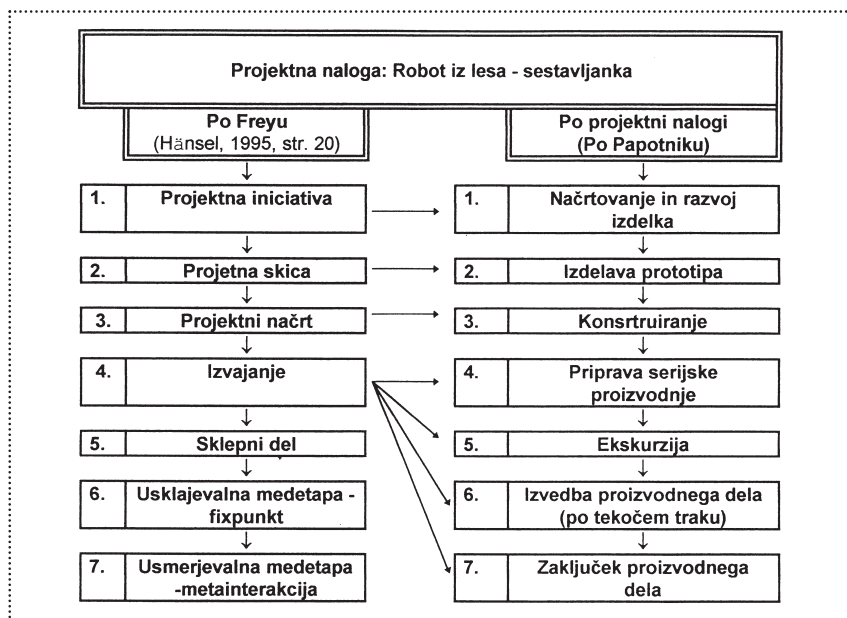 Projektna naloga: Robot iz lesa - sestavljanka
Po Freyu
(Hänsel, 1995, str. 20)
Po projektni nalogi
(Po Papotniku)
1. Projektna iniciativa
1. Načrtovanje in razvoj
izdelka
2. Projetna skica
2. Izdelava prototipa
3. Projektni načrt
3. Konsrtruiranje
4. Izvajanje
4. Priprava serijske
proizvodnje
5. Sklepni del
5. Ekskurzija
6. Usklajevalna medetapa -
fixpunkt
6. Izvedba proizvodnega dela
(po tekočem traku)
7. Usmerjevalna medetapa
-metainterakcija
7. Zaključek proizvodnega
dela